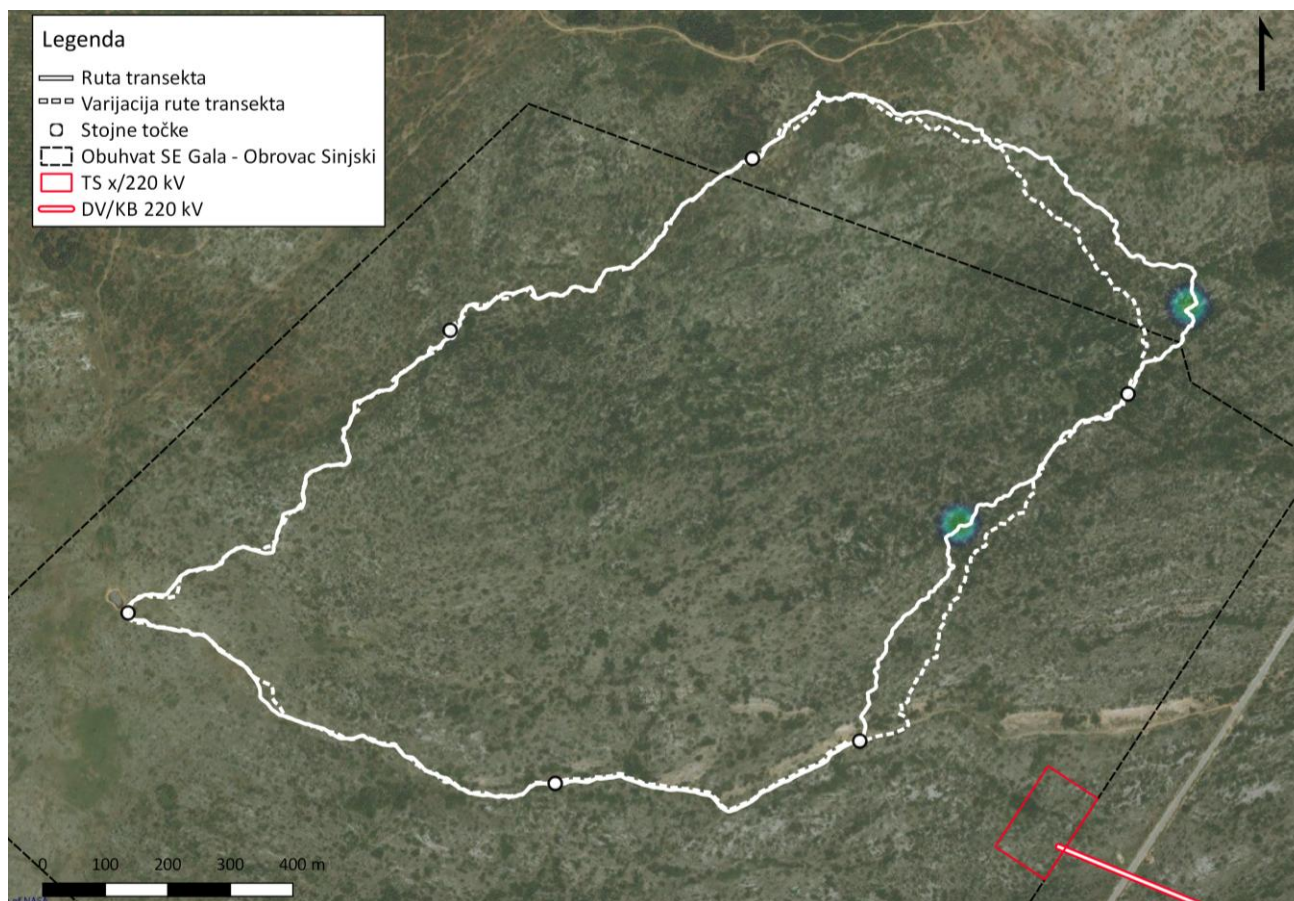 Legenda
Ruta transekta
Varijacija rute transekta
Stojne točke
Obuhvat SE Gala - Obrovac Sinjski
TS x/220 kV
DV/KB 220 kV
0 100 200 300 400 m